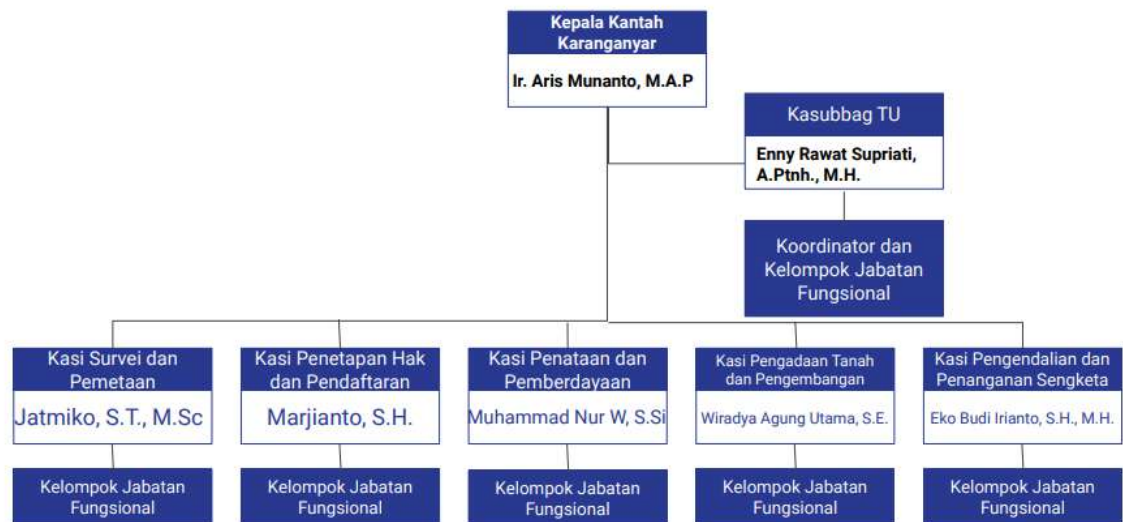 Kepala Kantah
Karanganyar
Ir. Aris Munanto, M.A.P
Kasubbag TU
Enny Rawat Supriati,
A.Ptnh., M.H.
Koordinator dan
Kelompok Jabatan
Fungsional
Kasi Survei dan
Pemetaan
Jatmiko, S.T., M.Sc
Kasi Penetapan Hak
dan Pendaftaran
Marjianto, S.H.
Kasi Penataan dan
Pemberdayaan
Muhammad Nur W, S.Si
Kasi Pengadaan Tanah
dan Pengembangan
Wiradya Agung Utama, S.E.
Kasi Pengendalian dan
Penanganan Sengketa
Eko Budi Irianto, S.H., M.H.
Kelompok Jabatan
Fungsional
Kelompok Jabatan
Fungsional
Kelompok Jabatan
Fungsional
Kelompok Jabatan
Fungsional
Kelompok Jabatan
Fungsional